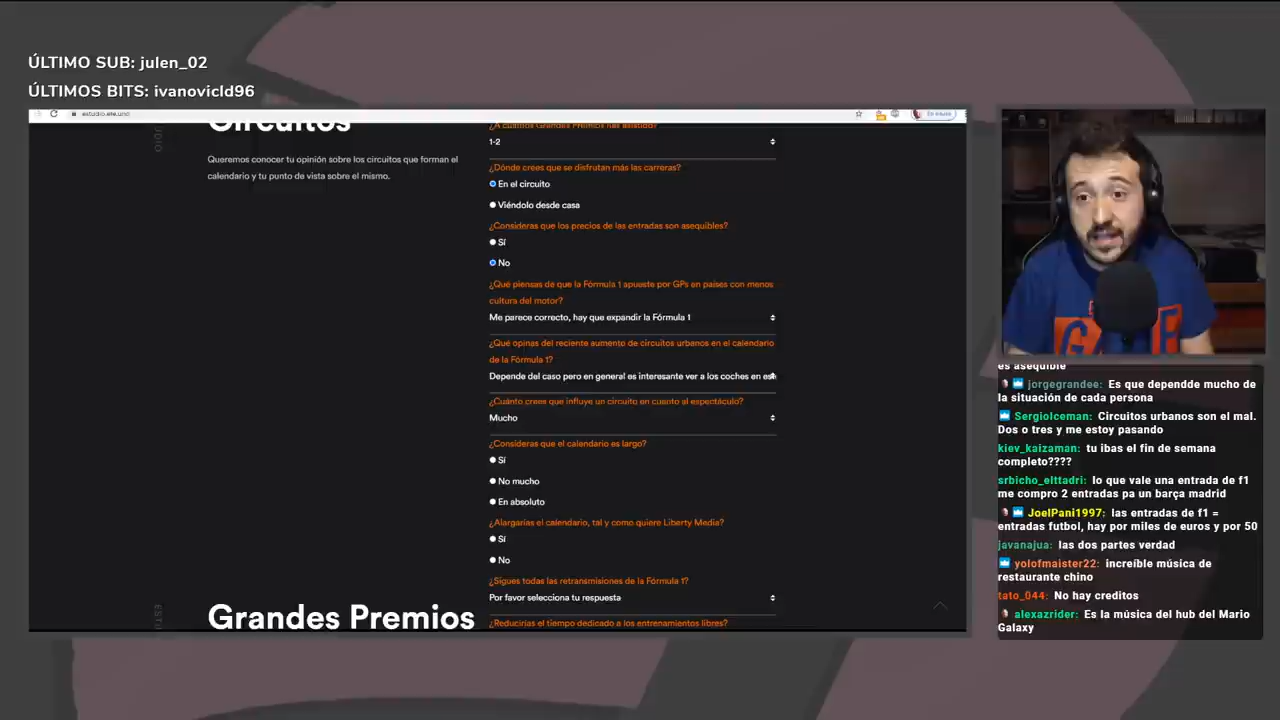 ÚLTIMO SUB: julen_02
ÚLTIMOS BITS: ivanovicld96
estudio.efe.uno
En pausa
Circuitos
Queremos conocer tu opinión sobre los circuitos que forman el
calendario y tu punto de vista sobre el mismo.
¿A cuántos Grandes Premios has asistido?
1-2
¿Dónde crees que se disfrutan más las carreras?
En el circuito
Viéndolo desde casa
¿Consideras que los precios de las entradas son asequibles?
Sí
No
¿Qué piensas de que la Fórmula 1 apueste por GPs en países con menos
cultura del motor?
Me parece correcto, hay que expandir la Fórmula 1
¿Qué opinas del reciente aumento de circuitos urbanos en el calendario
de la Fórmula 1?
Depende del caso pero en general es interesante ver a los coches en
¿Cuánto crees que influye un circuito en cuanto al espectáculo?
Mucho
¿Consideras que el calendario es largo?
Sí
No mucho
En absoluto
¿Alargarías el calendario, tal y como quiere Liberty Media?
Sí
No
Grandes Premios
¿Sigues todas las retransmisiones de la Fórmula 1?
Por favor selecciona tu respuesta
¿Reducirías el tiempo dedicado a los entrenamientos libres?
es asequible
jorgegrandee: Es que dependde mucho de
la situación de cada persona
SergioIceman: Circuitos urbanos son el mal.
Dos o tres y me estoy pasando
kiev_kaizaman: tu ibas el fin de semana
completo????
srbicho_elttadri: lo que vale una entrada de f1
me compro 2 entradas pa un barça madrid
JoelPani1997: las entradas de f1 =
entradas futbol, hay por miles de euros y por 50
javanajua: las dos partes verdad
yolofmaister22: increíble música de
restaurante chino
tato_044: No hay creditos
alexazrider: Es la música del hub del Mario
Galaxy